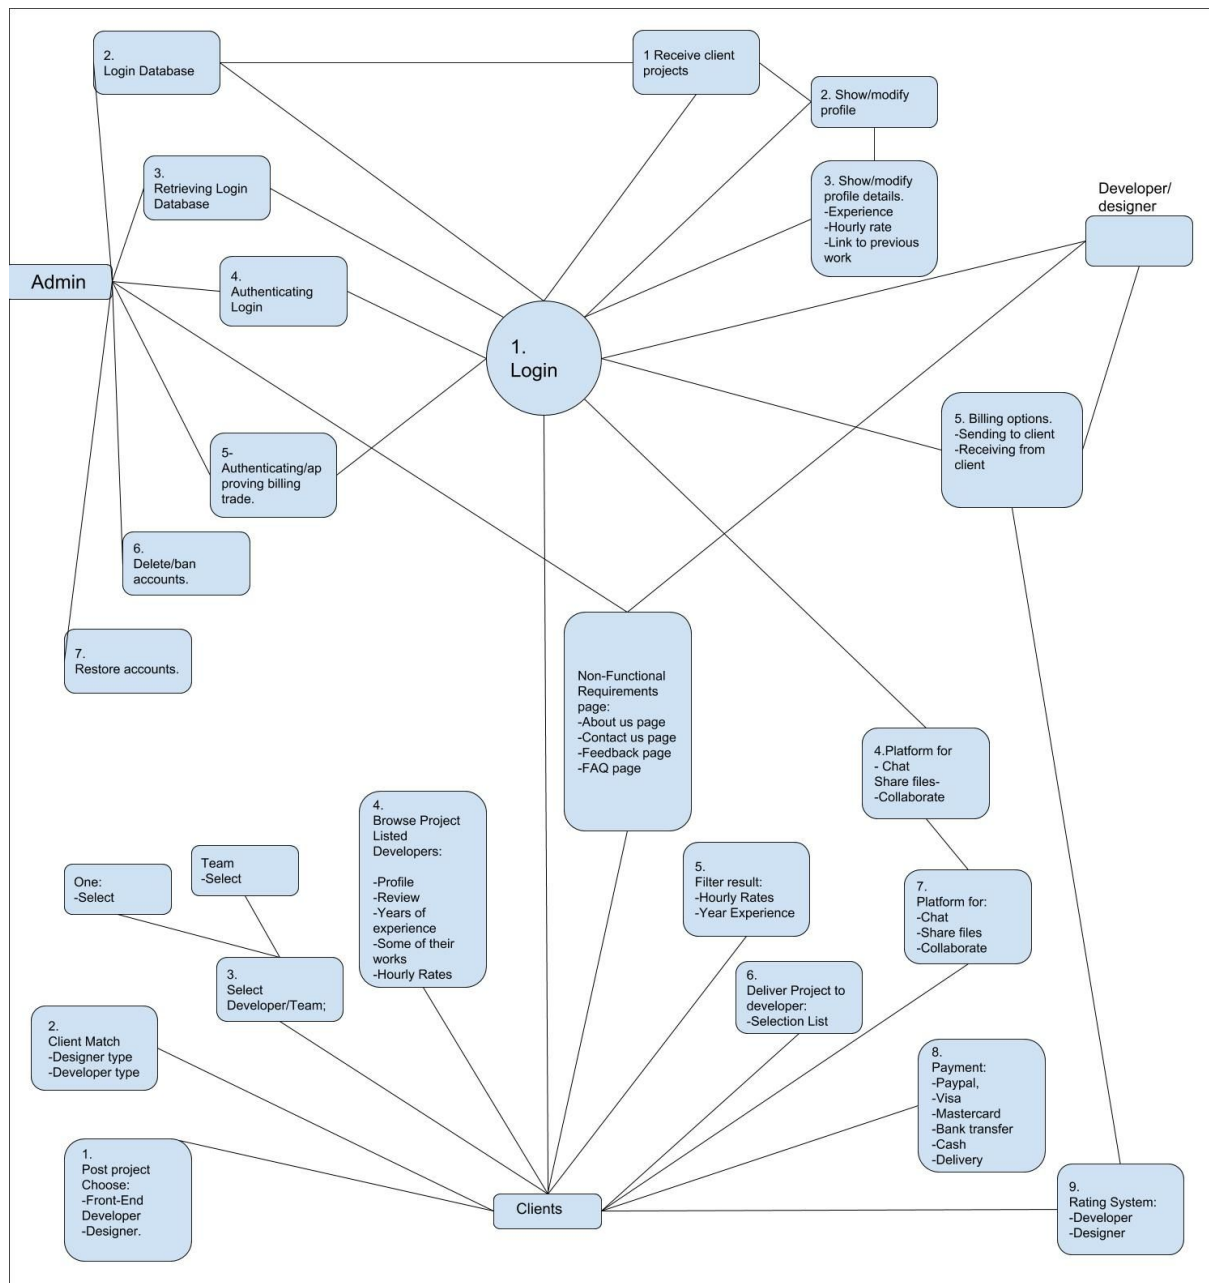 2.
Login Database
1 Receive client
projects
2. Show/modify
profile
3.
Retrieving Login
Database
3. Show/modify
profile details.
-Experience
-Hourly rate
-Link to previous
work
Developer/
designer
Admin
4.
Authenticating
Login
1.
Login
5-
Authenticating/ap
proving billing
trade.
5. Billing options.
-Sending to client
-Receiving from
client
6.
Delete/ban
accounts.
7.
Restore accounts.
Non-Functional
Requirements
page:
-About us page
-Contact us page
-Feedback page
-FAQ page
4.Platform for
- Chat
Share files-
-Collaborate
4.
Browse Project
Listed
Developers:
-Profile
-Review
-Years of
experience
-Some of their
works
-Hourly Rates
One:
-Select
Team
-Select
5.
Filter result:
-Hourly Rates
-Year Experience
7.
Platform for:
-Chat
-Share files
-Collaborate
3.
Select
Developer/Team;
6.
Deliver Project to
developer:
-Selection List
2.
Client Match
-Designer type
-Developer type
8.
Payment:
-Paypal,
-Visa
-Mastercard
-Bank transfer
-Cash
-Delivery
1.
Post project
Choose:
-Front-End
Developer
-Designer.
Clients
9.
Rating System:
-Developer
-Designer